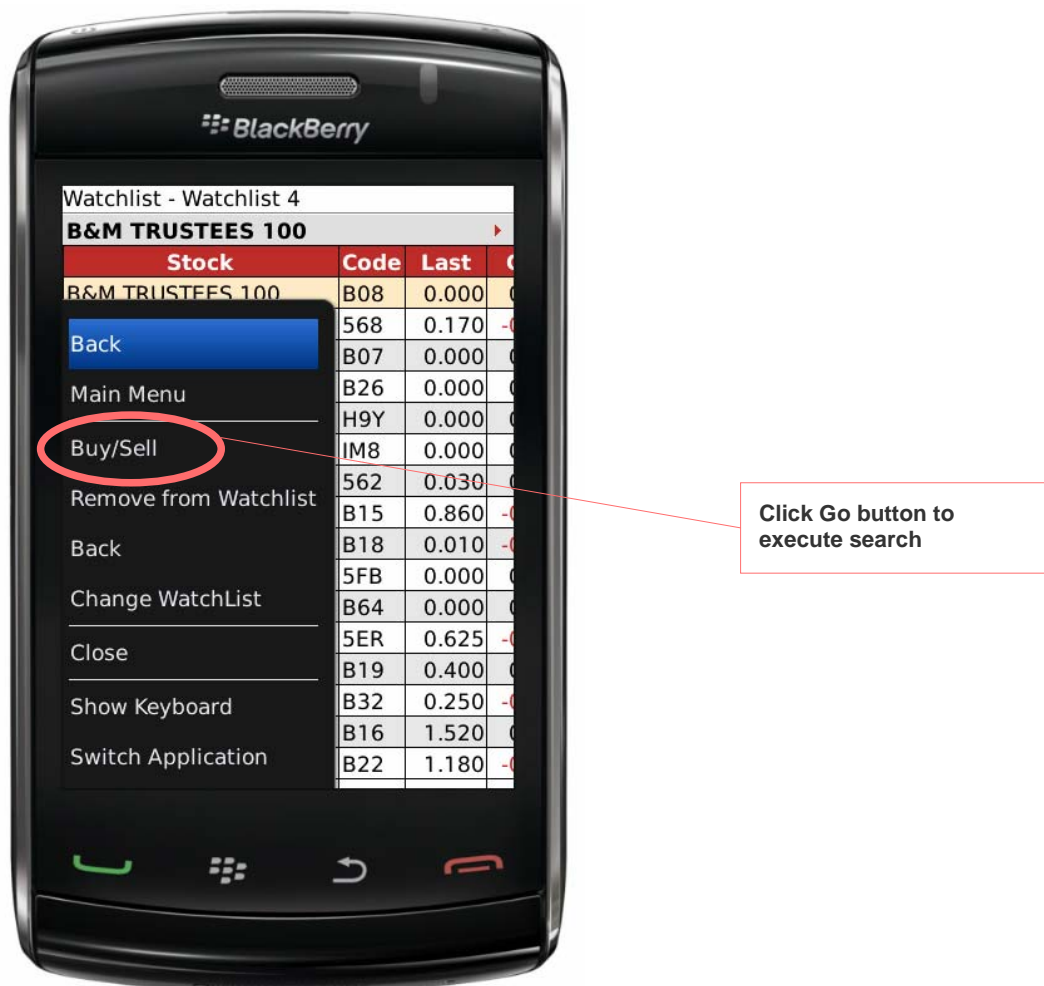 BlackBerry
Watchlist - Watchlist 4
B&M TRUSTEES 100
Stock Code Last
B&M TRUSTEES 100 B08 0.000
568 0.170
B07 0.000
B26 0.000
H9Y 0.000
IM8 0.000
562 0.030
B15 0.860
B18 0.010
5FB 0.000
B64 0.000
5ER 0.625
B19 0.400
B32 0.250
B16 1.520
B22 1.180
Back
Main Menu
Buy/Sell
Remove from Watchlist
Back
Change WatchList
Close
Show Keyboard
Switch Application
Click Go button to
execute search